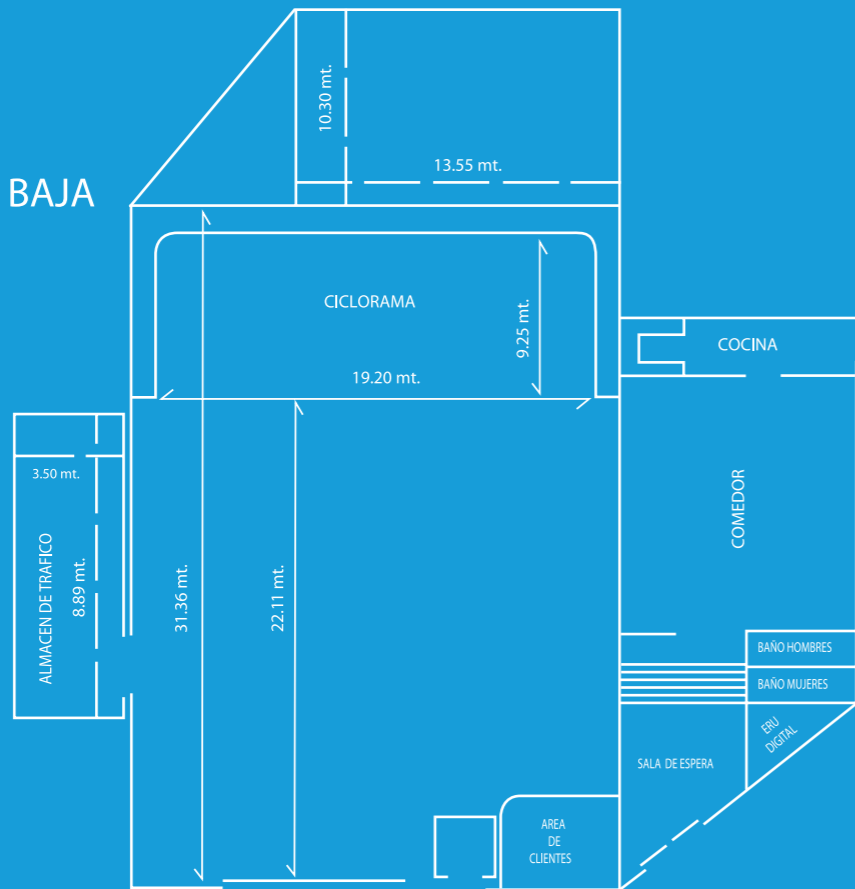 10.30 mt.
13.55 mt.
BAJA
CICLORAMA
9.25 mt.
19.20 mt.
COCINA
3.50 mt.
ALMACEN DE TRAFICO
8.89 mt.
31.36 mt.
22.11 mt.
COMEDOR
BAÑO HOMBRES
BAÑO MUJERES
ERU
DIGITAL
SALA DE ESPERA
AREA
DE
CLIENTES